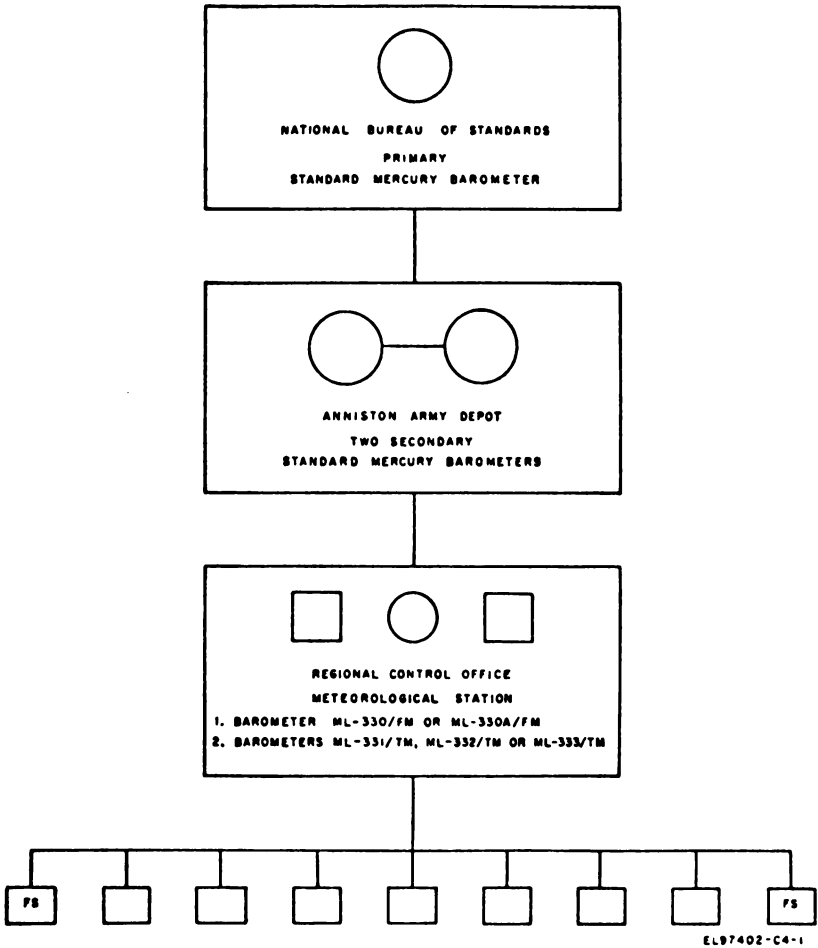 NATIONAL BUREAU OF STANDARDS
PRIMARY
STANDARD MERCURY BAROMETER
ANNISTON ARMY DEPOT
TWO SECONDARY
STANDARD MERCURY BAROMETERS
REGIONAL CONTROL OFFICE
METEOROLOGICAL STATION
1. BAROMETER ML-330/FM OR ML-330A/FM
2. BAROMETERS ML-331/TM, ML-332/TM OR ML-333/TM
FS
FS
EL97402-C4-1